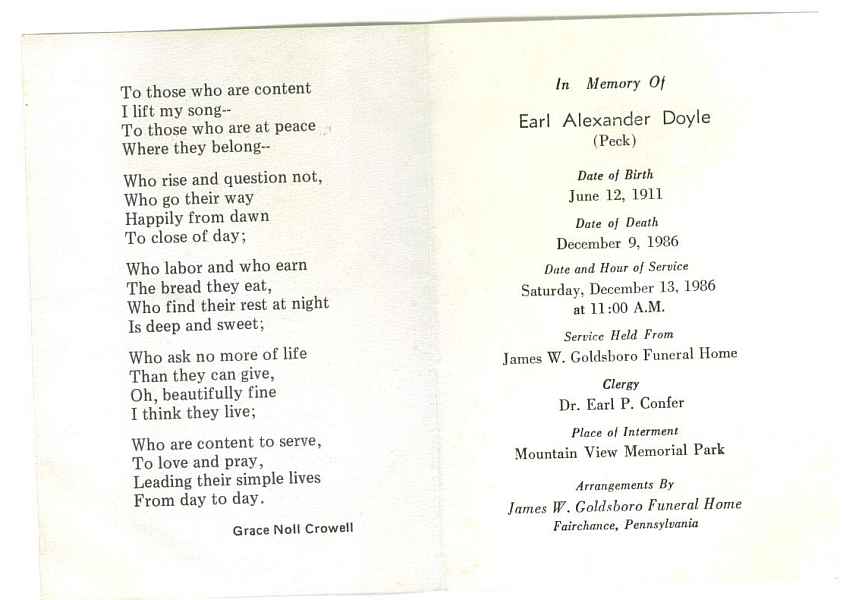 To those who are content
I lift my song--
To those who are at peace
Where they belong--
Who rise and question not,
Who go their way
Happily from dawn
To close of day;
Who labor and who earn
The bread they eat,
Who find their rest at night
Is deep and sweet;
Who ask no more of life
Than they can give,
Oh, beautifully fine
I think they live;
Who are content to serve,
To love and pray,
Leading their simple lives
From day to day.
Grace Noll Crowell
In Memory Of
Earl Alexander Doyle
(Peck)
Date of Birth
June 12, 1911
Date of Death
December 9, 1986
Date and Hour of Service
Saturday, December 13, 1986
at 11:00 A.M.
Service Held From
James W. Goldsboro Funeral Home
Clergy
Dr. Earl P. Confer
Place of Interment
Mountain View Memorial Park
Arrangements By
James W. Goldsboro Funeral Home
Fairchance, Pennsylvania